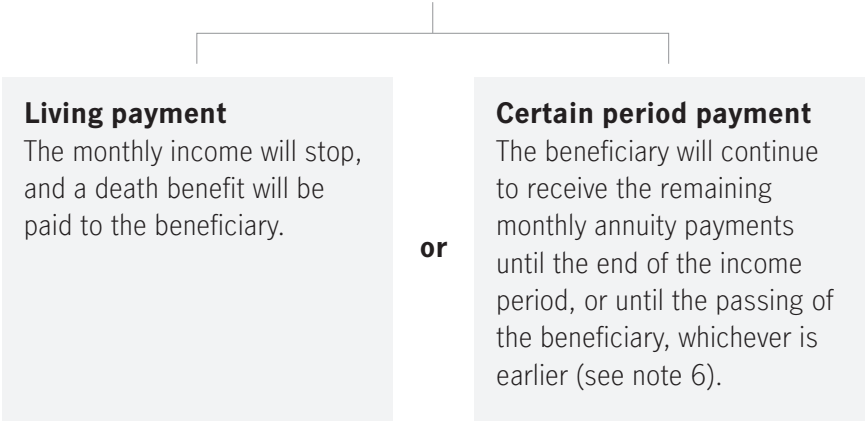 Living payment
The monthly income will stop,
and a death benefit will be
paid to the beneficiary.
or
Certain period payment
The beneficiary will continue
to receive the remaining
monthly annuity payments
until the end of the income
period, or until the passing of
the beneficiary, whichever is
earlier (see note 6).